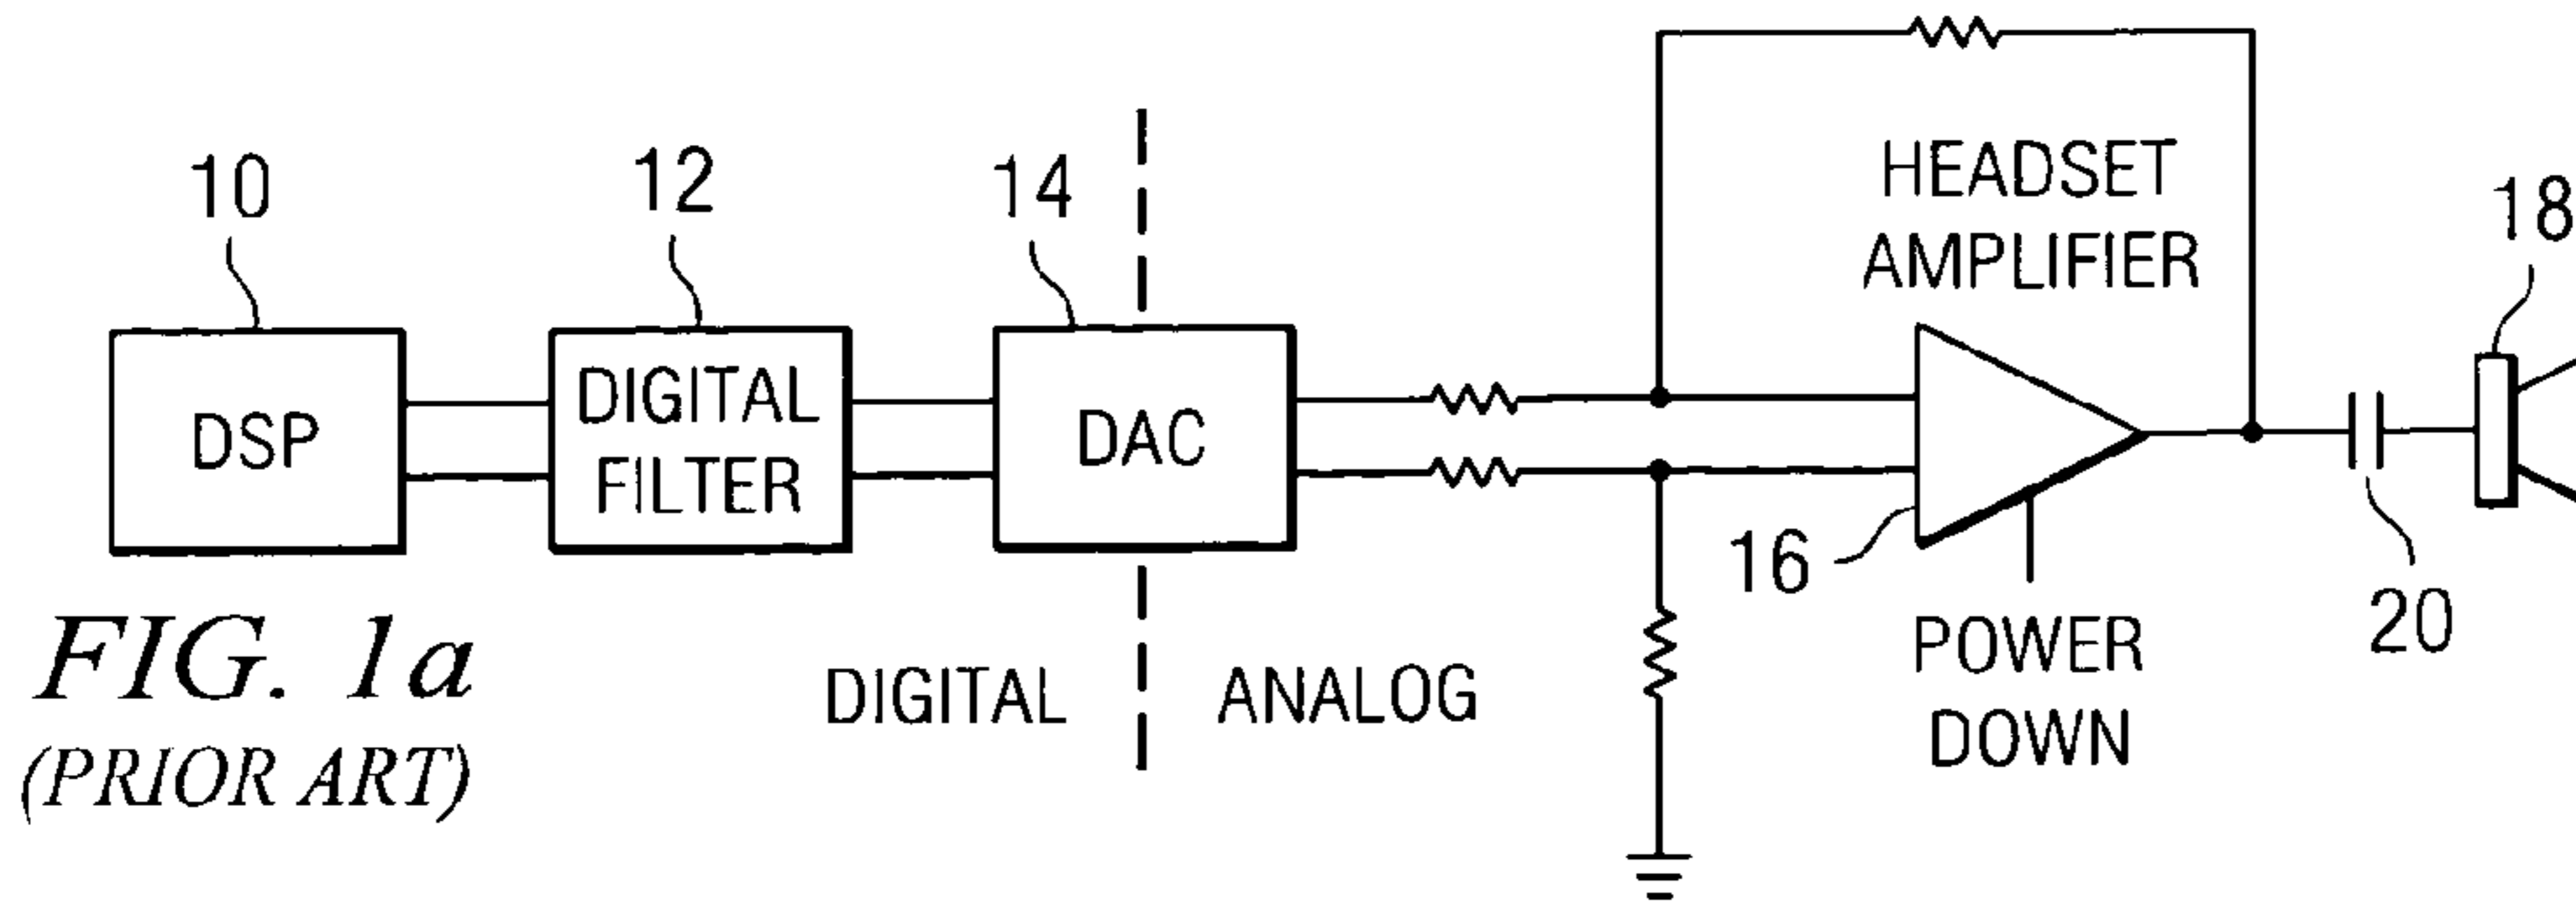 10
12
14
HEADSET
AMPLIFIER
18
DSP
DIGITAL
FILTER
DAC
16
POWER
DOWN
20
DIGITAL
ANALOG
FIG. 1a
(PRIOR ART)